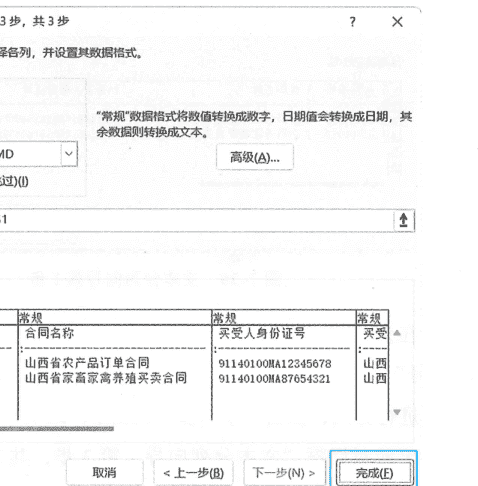 3 步，共 3 步 ? ×
择各列，并设置其数据格式。
"常规"数据格式将数值转换成数字，日期值会转换成日期，其
余数据则转换成文本。
MD
高级(A)...
过)(I)
1
常规 常规 常规
合同名称 买受人身份证号 买受
山西省农产品订单合同 91140100MA12345678 山西
山西省家畜家禽养殖买卖合同 91140100MA87654321 山西
取消 < 上一步(B) 下一步(N) > 完成(F)